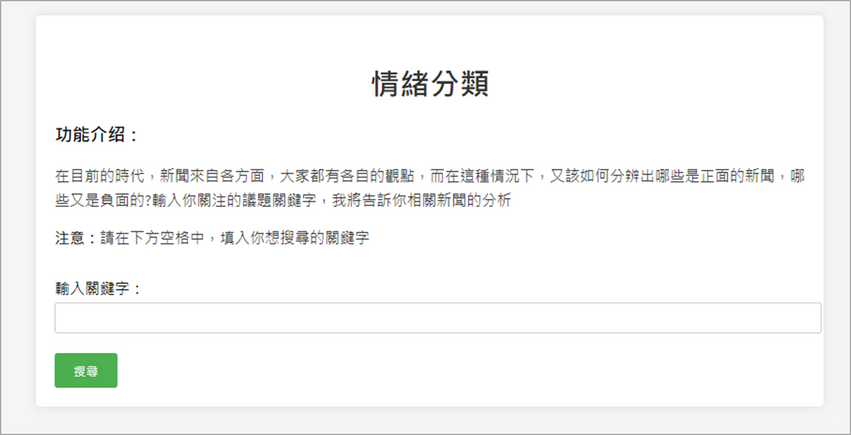 情緒分類
功能介绍：
在目前的時代，新聞來自各方面，大家都有各自的觀點，而在這種情況下，又該如何分辨出哪些是正面的新聞，哪
些又是負面的?輸入你關注的議題關鍵字，我將告訴你相關新聞的分析
注意：請在下方空格中，填入你想搜尋的關鍵字
輸入關鍵字：
搜尋